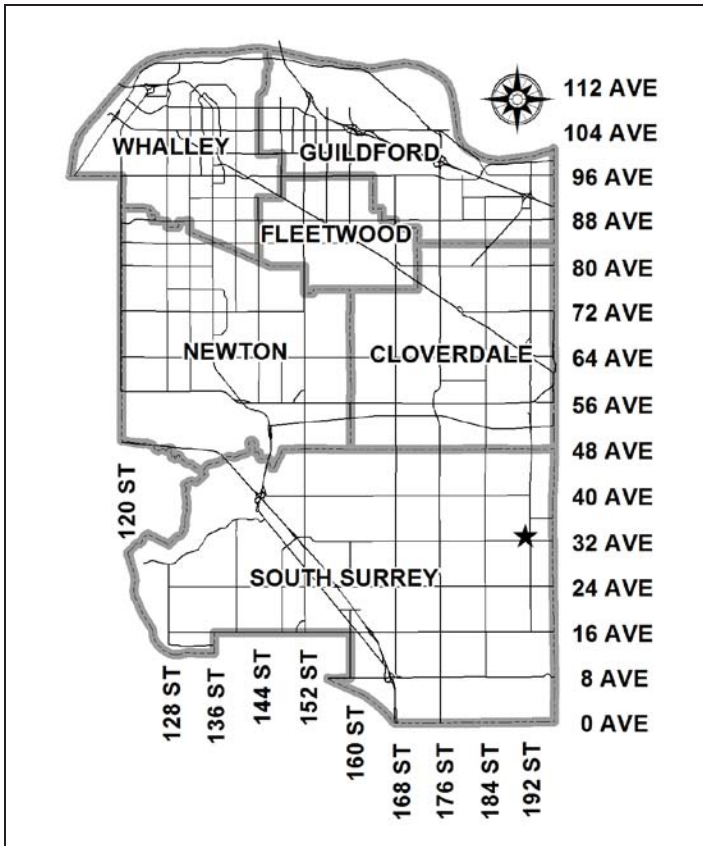 112 AVE
104 AVE
WHALLEY
GUILDFORD
96 AVE
88 AVE
FLEETWOOD
80 AVE
72 AVE
NEWTON
CLOVERDALE
64 AVE
56 AVE
48 AVE
120 ST
40 AVE
32 AVE
SOUTH SURREY
24 AVE
16 AVE
8 AVE
0 AVE
128 ST
136 ST
144 ST
152 ST
160 ST
168 ST
176 ST
184 ST
192 ST